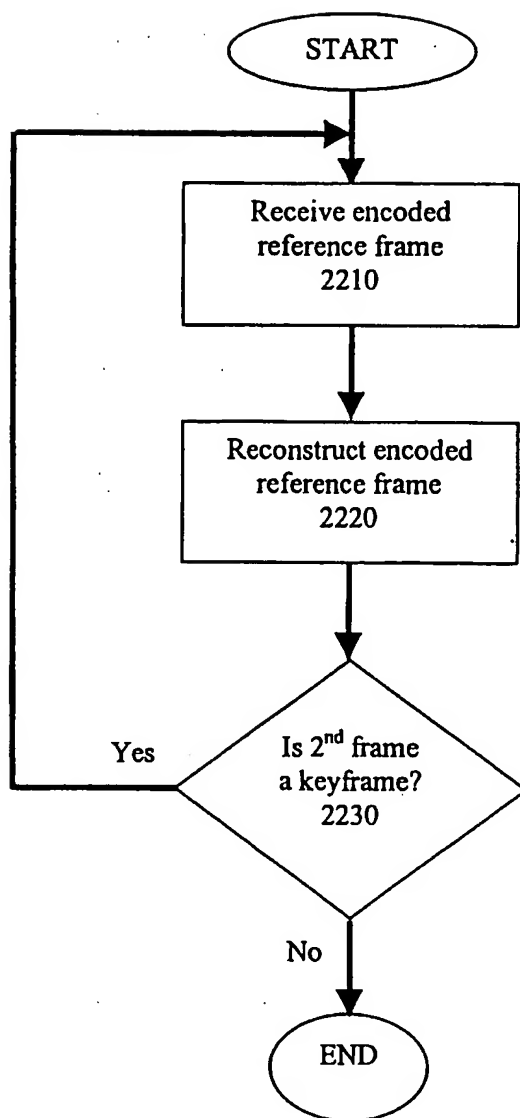 START
Receive encoded
reference frame
2210
Reconstruct encoded
reference frame
2220
Yes
Is 2nd frame
a keyframe?
2230
No
END